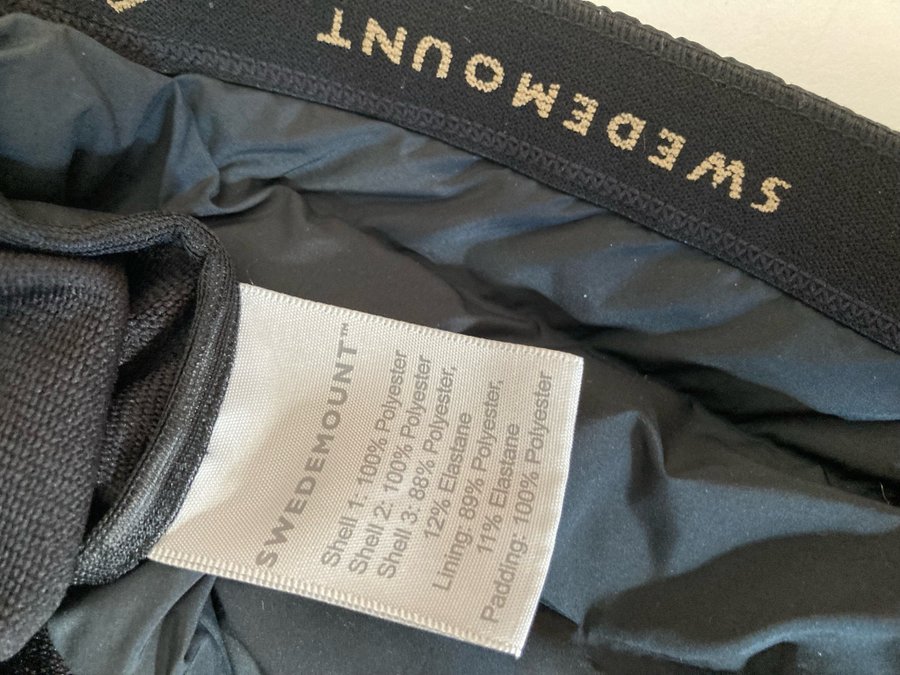 SWEDEMOUNT
SWEDEMOUNT™
Shell 1: 100% Polyester
Shell 2: 100% Polyester
Shell 3: 88% Polyester,
12% Elastane
Lining: 89% Polyester,
11% Elastane
Padding: 100% Polyester